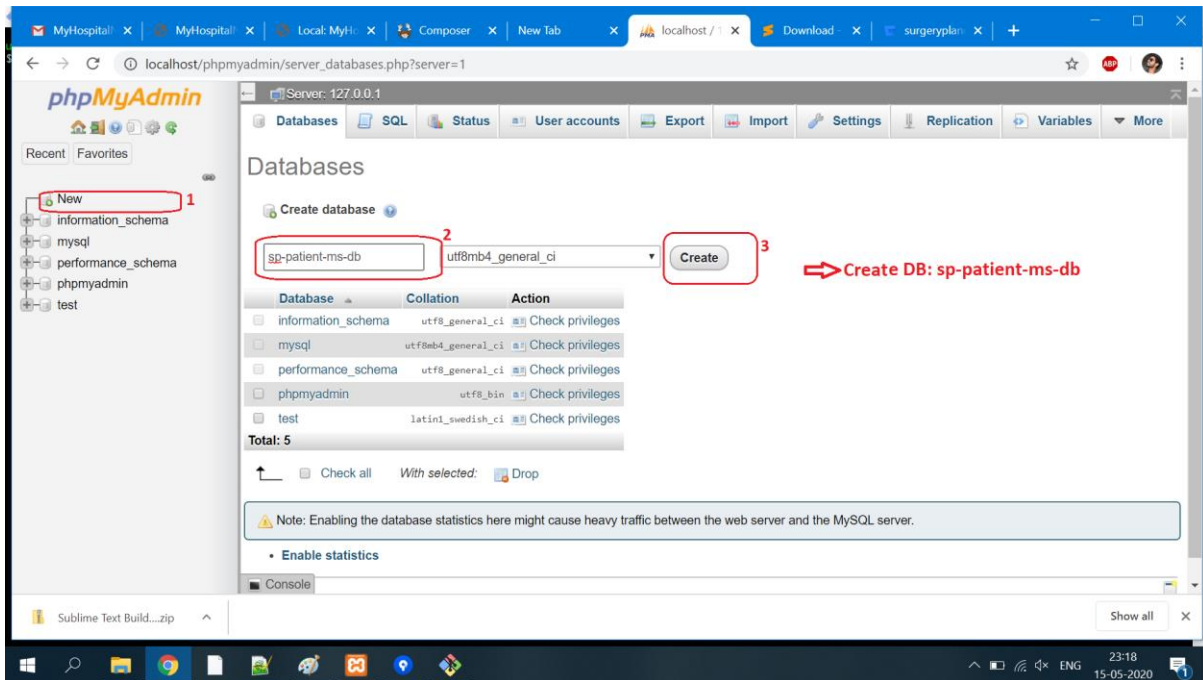 MyHospital
MyHospital
Local: MyHo
Composer
New Tab
localhost / 1
Download -
surgeryplan
localhost/phpmyadmin/server_databases.php?server=1
ABP
phpMyAdmin
Recent Favorites
New 1
information_schema
mysql
performance_schema
phpmyadmin
test
Server: 127.0.0.1
Databases SQL Status User accounts Export Import Settings Replication Variables More
Databases
Create database
2
sp-patient-ms-db utf8mb4_general_ci Create 3
Create DB: sp-patient-ms-db
Database Collation Action
information_schema utf8_general_ci Check privileges
mysql utf8mb4_general_ci Check privileges
performance_schema utf8_general_ci Check privileges
phpmyadmin utf8_bin Check privileges
test latin1_swedish_ci Check privileges
Total: 5
Check all With selected: Drop
Note: Enabling the database statistics here might cause heavy traffic between the web server and the MySQL server.
• Enable statistics
Console
Sublime Text Build....zip Show all
ENG 23:18
15-05-2020 1